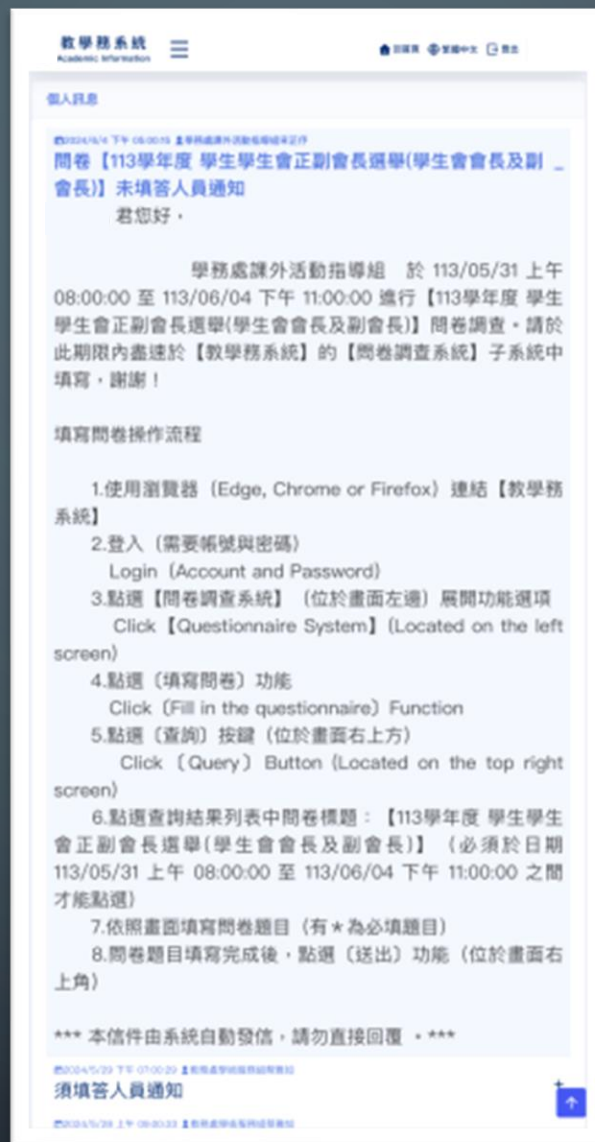 教學務系統
Academic Information
回首頁 繁體中文 登出
個人訊息
2024/6/4 下午 05:00:15
問卷【113學年度 學生學生會正副會長選舉(學生會會長及副
會長)】未填答人員通知
君您好，
學務處課外活動指導組 於 113/05/31 上午
08:00:00 至 113/06/04 下午 11:00:00 進行【113學年度 學生
學生會正副會長選舉(學生會會長及副會長)】問卷調查。請於
此期限內盡速於【教學務系統】的【問卷調查系統】子系統中
填寫，謝謝！
填寫問卷操作流程
1.使用瀏覽器（Edge, Chrome or Firefox）連結【教學務
系統】
2.登入（需要帳號與密碼）
Login（Account and Password）
3.點選【問卷調查系統】（位於畫面左邊）展開功能選項
Click【Questionnaire System】(Located on the left
screen)
4.點選〔填寫問卷〕功能
Click〔Fill in the questionnaire〕Function
5.點選〔查詢〕按鍵（位於畫面右上方）
Click〔Query〕Button (Located on the top right
screen)
6.點選查詢結果列表中問卷標題：【113學年度 學生學生
會正副會長選舉(學生會會長及副會長)】（必須於日期
113/05/31 上午 08:00:00 至 113/06/04 下午 11:00:00 之間
才能點選)
7.依照畫面填寫問卷題目（有＊為必填題目）
8.問卷題目填寫完成後，點選〔送出〕功能（位於畫面右
上角）
*** 本信件由系統自動發信，請勿直接回覆 。***
2024/5/29 下午 07:00:29
須填答人員通知